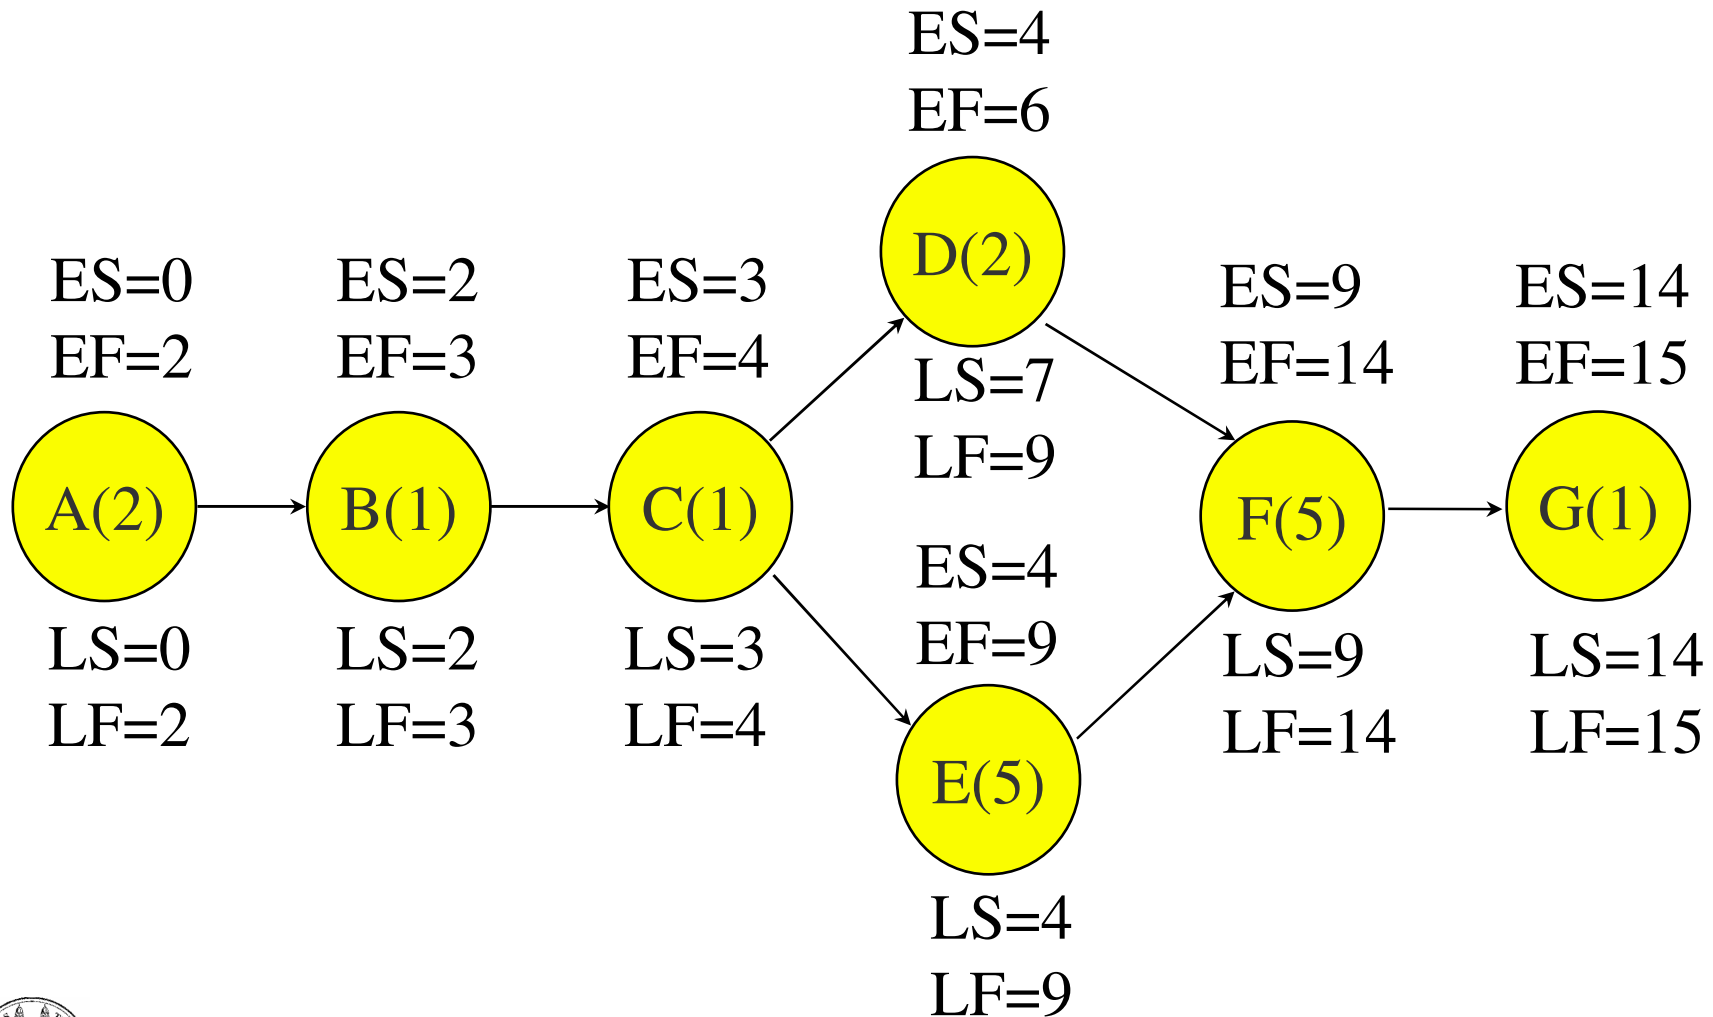 ES=4
EF=6
D(2)
LS=7
LF=9
ES=0
EF=2
A(2)
LS=0
LF=2
ES=2
EF=3
B(1)
LS=2
LF=3
ES=3
EF=4
C(1)
LS=3
LF=4
ES=4
EF=9
E(5)
LS=4
LF=9
ES=9
EF=14
F(5)
LS=9
LF=14
ES=14
EF=15
G(1)
LS=14
LF=15